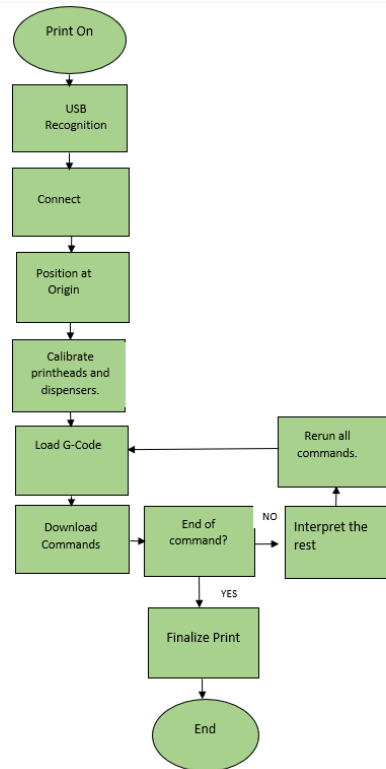 Print On
USB
Recognition
Connect
Position at
Origin
Calibrate
printheads and
dispensers.
Load G-Code
Rerun all
commands.
Download
Commands
End of
command?
NO
Interpret the
rest
YES
Finalize Print
End